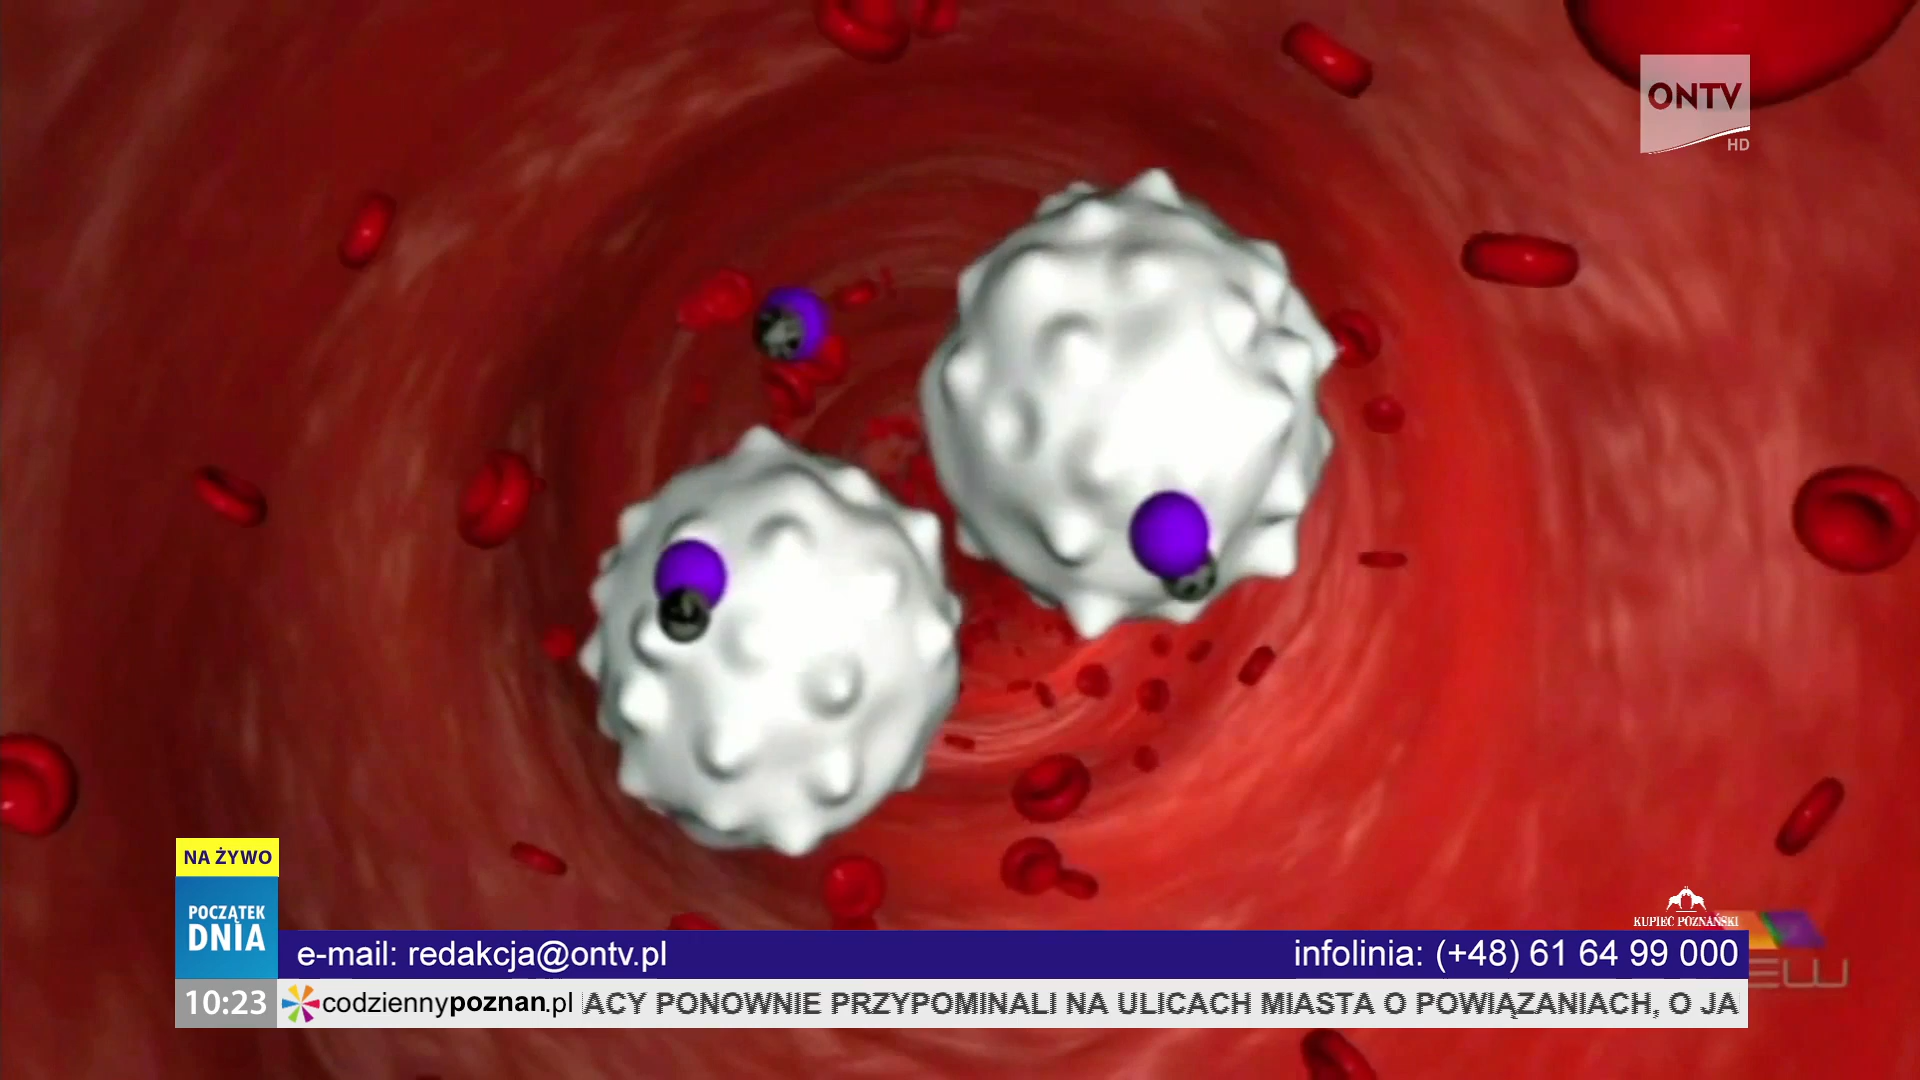 ONTV
HD
NA ŻYWO
POCZĄTEK
DNIA
KUPIEC POZNAŃSKI
e-mail: redakcja@ontv.pl
infolinia: (+48) 61 64 99 000
10:23
codziennypoznan.pl
ACY PONOWNIE PRZYPOMINALI NA ULICACH MIASTA O POWIĄZANIACH, O JA